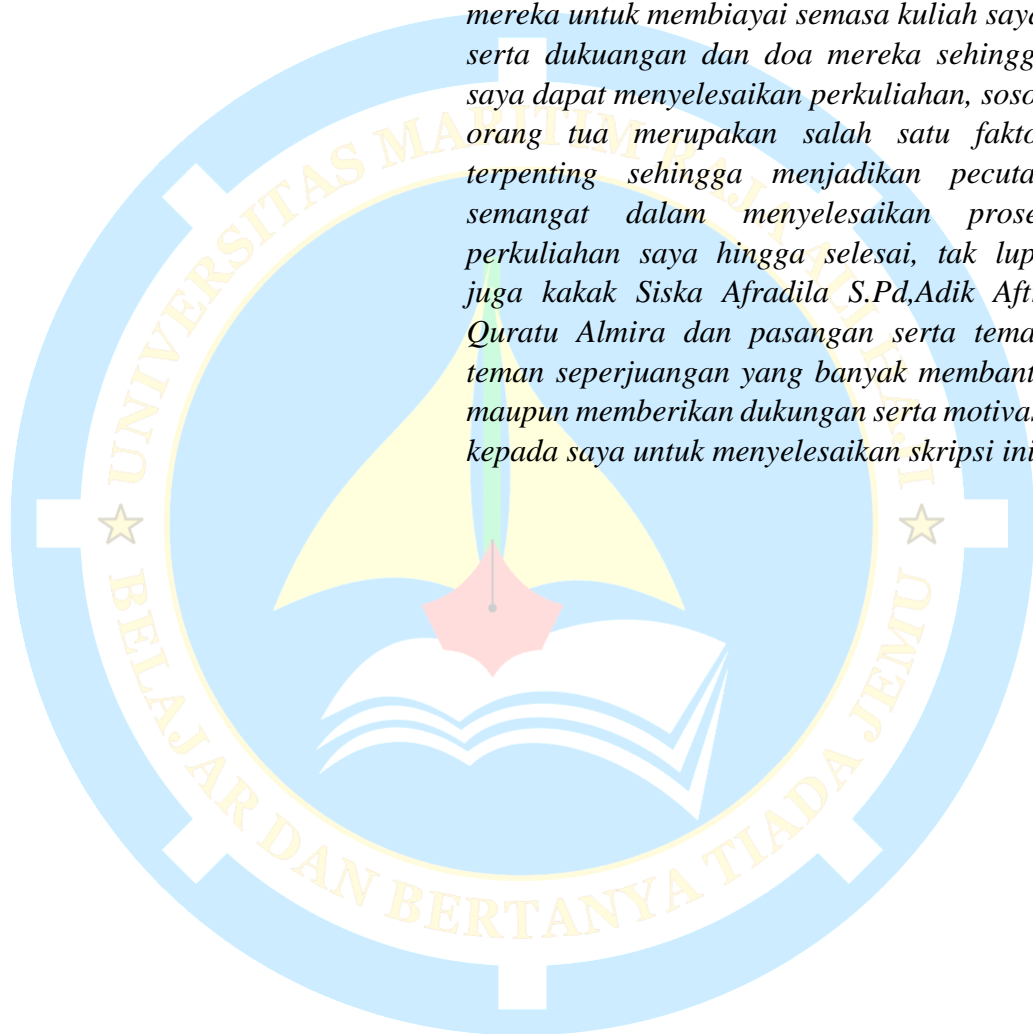 mereka untuk membiayai semasa kuliah saya
serta dukuangan dan doa mereka sehingg
saya dapat menyelesaikan perkuliahan, soso
orang tua merupakan salah satu fakto
terpenting sehingga menjadikan pecuta
semangat dalam menyelesaikan prose
perkuliahan saya hingga selesai, tak lup
juga kakak Siska Afradila S.Pd,Adik Aft
Quratu Almira dan pasangan serta tema
teman seperjuangan yang banyak membant
maupun memberikan dukungan serta motiva
kepada saya untuk menyelesaikan skripsi ini
UNIVERSITAS MARITIM RAJA ALI HAJI
BELAJAR DAN BERTANYA TIADA JEMU